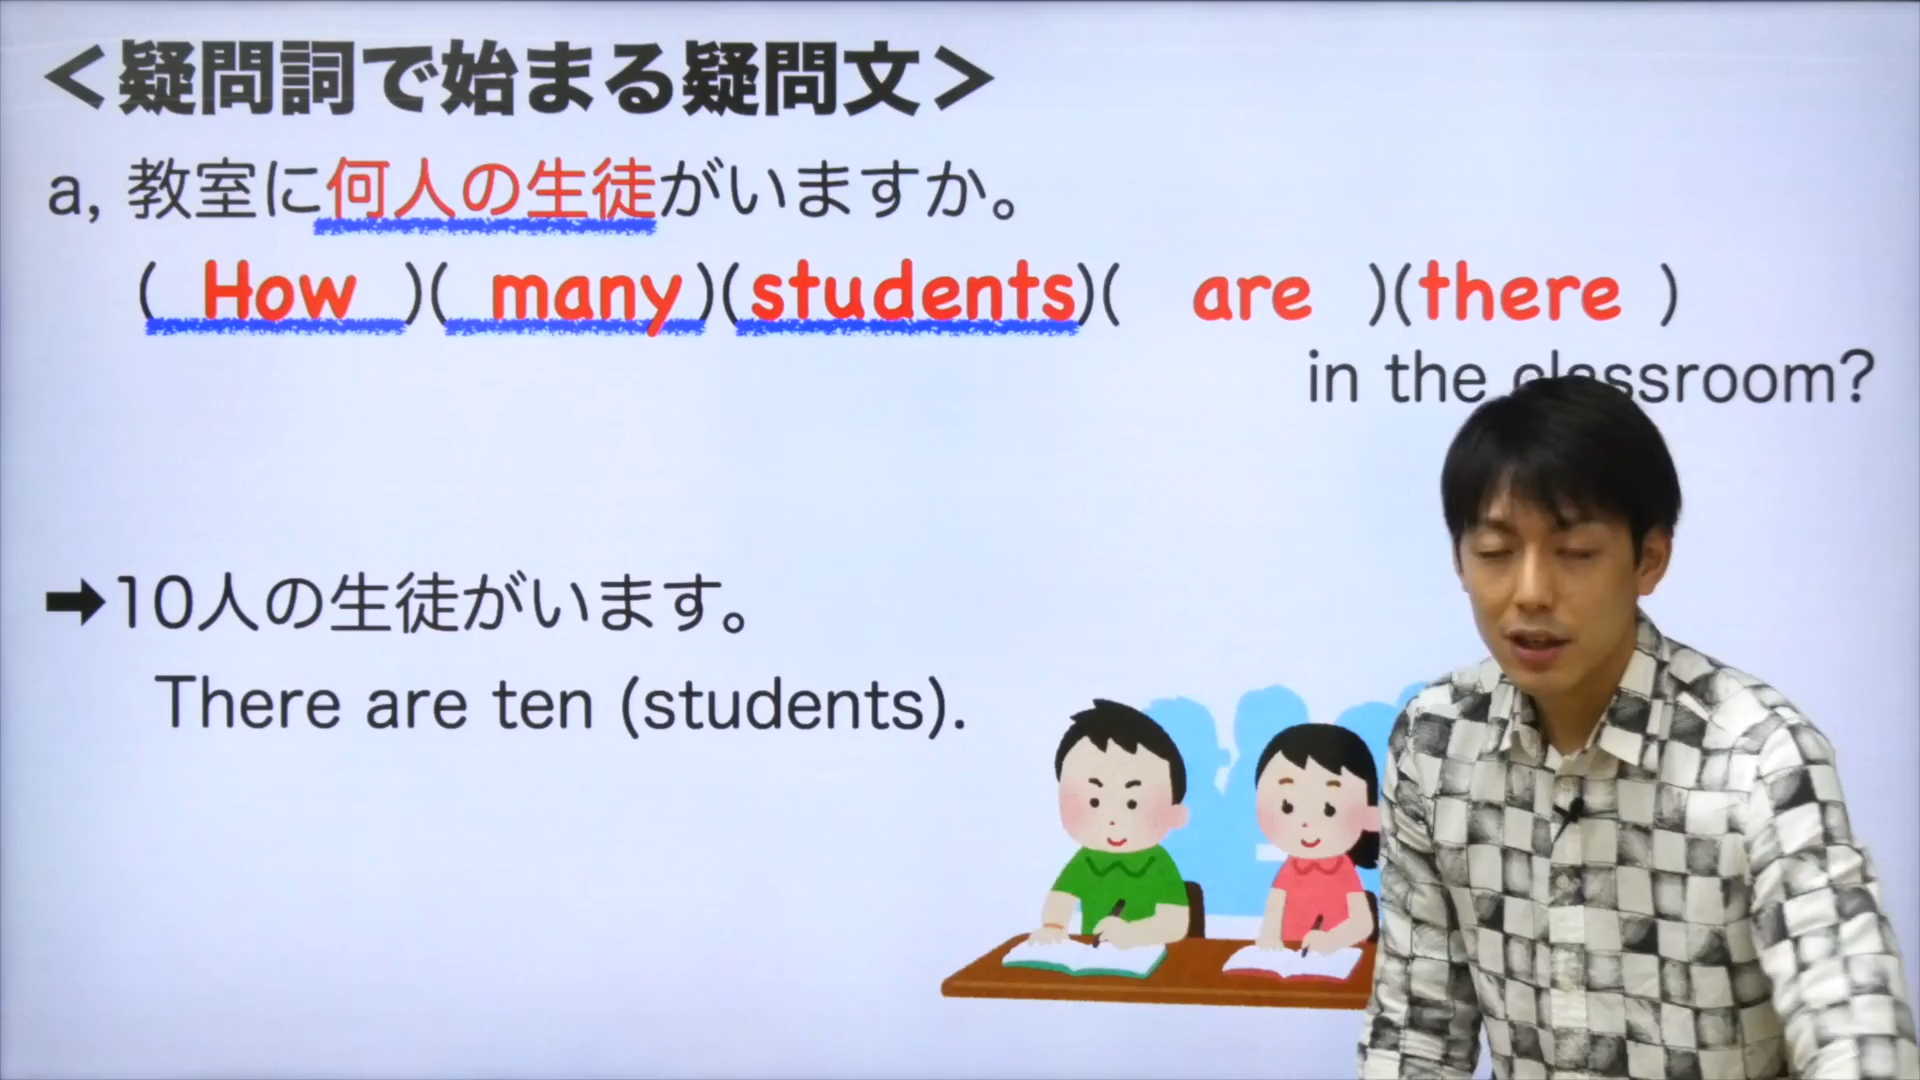 ＜疑問詞で始まる疑問文＞
a, 教室に何人の生徒がいますか。
( How )( many )(students)( are )(there )
in the classroom?
➡10人の生徒がいます。
There are ten (students).